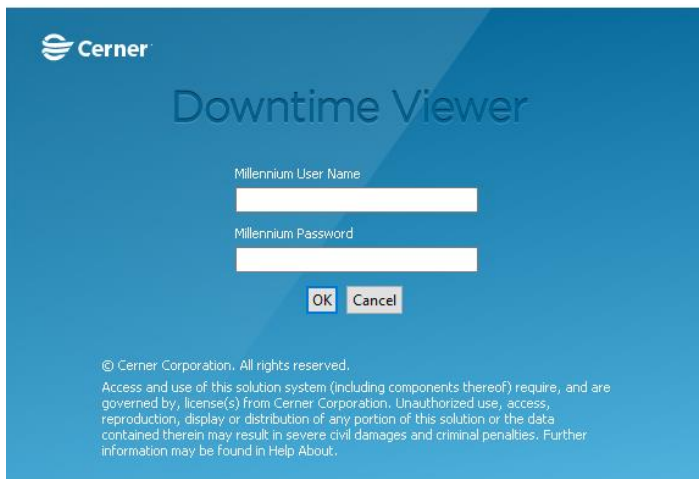 Cerner
Downtime Viewer
Millennium User Name
Millennium Password
OK Cancel
© Cerner Corporation. All rights reserved.
Access and use of this solution system (including components thereof) require, and are
governed by, license(s) from Cerner Corporation. Unauthorized use, access,
reproduction, display or distribution of any portion of this solution or the data
contained therein may result in severe civil damages and criminal penalties. Further
information may be found in Help About.